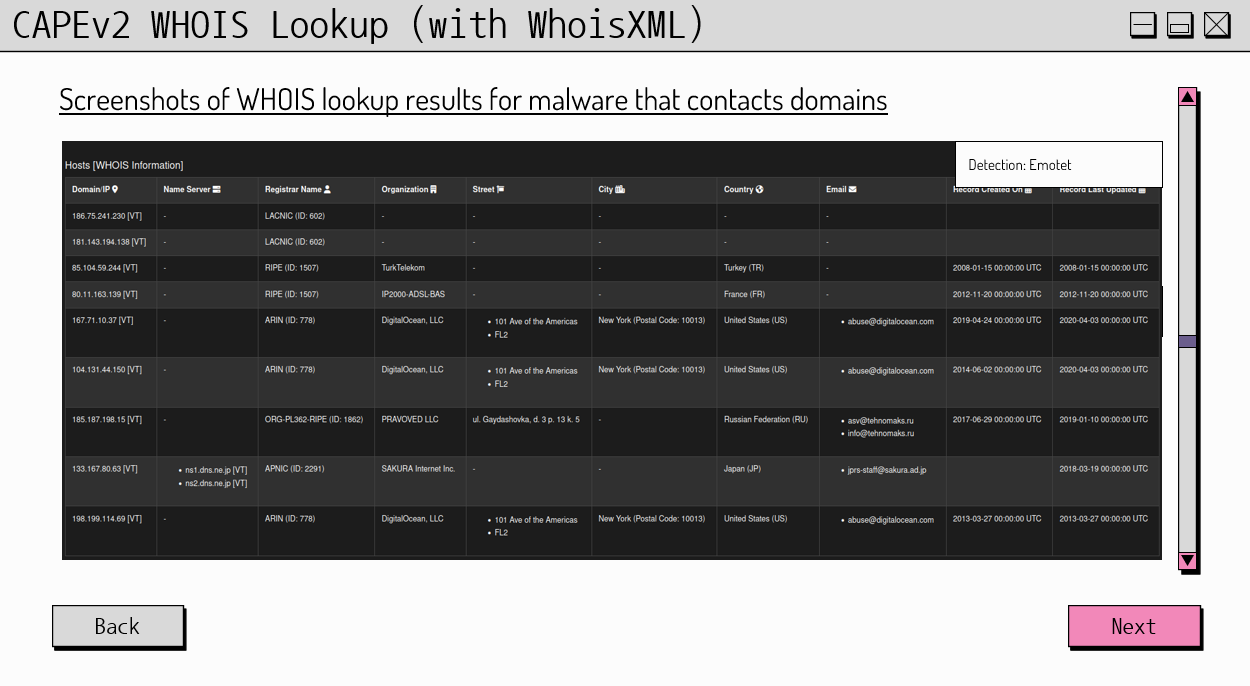 CAPEv2 WHOIS Lookup (with WhoisXML)
Screenshots of WHOIS lookup results for malware that contacts domains
Detection: Emotet
Hosts [WHOIS Information]
Domain/IP Name Server Registrar Name Organization Street City Country Email Record Created On Record Last Updated
186.75.241.230 [VT] - LACNIC (ID: 602) - - - - -
181.143.194.138 [VT] - LACNIC (ID: 602) - - - - -
85.104.59.244 [VT] - RIPE (ID: 1507) TurkTelekom - - Turkey (TR) - 2008-01-15 00:00:00 UTC 2008-01-15 00:00:00 UTC
80.11.163.139 [VT] - RIPE (ID: 1507) IP2000-ADSL-BAS - - France (FR) - 2012-11-20 00:00:00 UTC 2012-11-20 00:00:00 UTC
167.71.10.37 [VT] - ARIN (ID: 778) DigitalOcean, LLC • 101 Ave of the Americas New York (Postal Code: 10013) United States (US) • abuse@digitalocean.com 2019-04-24 00:00:00 UTC 2020-04-03 00:00:00 UTC
• FL2
104.131.44.150 [VT] - ARIN (ID: 778) DigitalOcean, LLC • 101 Ave of the Americas New York (Postal Code: 10013) United States (US) • abuse@digitalocean.com 2014-06-02 00:00:00 UTC 2020-04-03 00:00:00 UTC
• FL2
185.187.198.15 [VT] - ORG-PL362-RIPE (ID: 1862) PRAVOVED LLC ul. Gaydashovka, d. 3 p. 13 k. 5 - Russian Federation (RU) • asv@tehnomaks.ru 2017-06-29 00:00:00 UTC 2019-01-10 00:00:00 UTC
• info@tehnomaks.ru
133.167.80.63 [VT] • ns1.dns.ne.jp [VT] APNIC (ID: 2291) SAKURA Internet Inc. - - Japan (JP) • jprs-staff@sakura.ad.jp 2018-03-19 00:00:00 UTC
• ns2.dns.ne.jp [VT]
198.199.114.69 [VT] - ARIN (ID: 778) DigitalOcean, LLC • 101 Ave of the Americas New York (Postal Code: 10013) United States (US) • abuse@digitalocean.com 2013-03-27 00:00:00 UTC 2013-03-27 00:00:00 UTC
• FL2
Back
Next